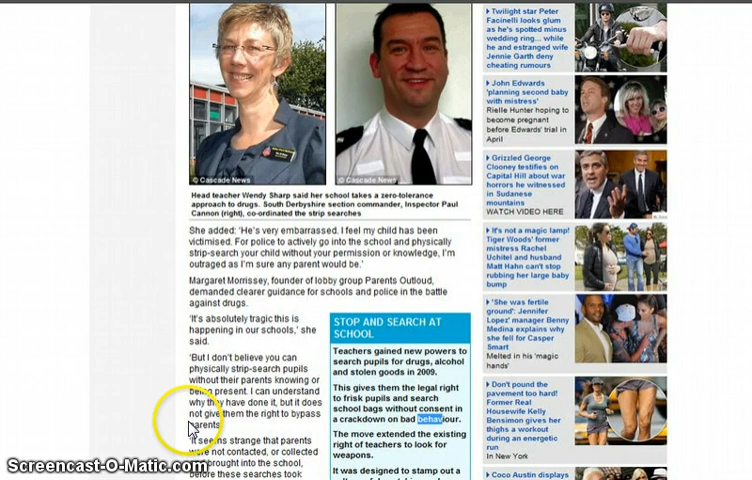 © Cascade News
© Cascade News
Head teacher Wendy Sharp said her school takes a zero-tolerance
approach to drugs. South Derbyshire section commander, Inspector Paul
Cannon (right), co-ordinated the strip searches
She added: 'He's very embarrassed. I feel my child has been
victimised. For police to actively go into the school and physically
strip-search your child without your permission or knowledge, I'm
outraged as I'm sure any parent would be.'
Margaret Morrissey, founder of lobby group Parents Outloud,
demanded clearer guidance for schools and police in the battle
against drugs.
'It's absolutely tragic this is
happening in our schools,' she
said.
'But I don't believe you can
physically strip-search pupils
without their parents knowing or
being present. I can understand
why they have done it, but it does
not give them the right to bypass
parents.
'It seems strange that parents
were not contacted, or collected
and brought into the school,
before these searches took
STOP AND SEARCH AT
SCHOOL
Teachers gained new powers to
search pupils for drugs, alcohol
and stolen goods in 2009.
This gives them the legal right
to frisk pupils and search
school bags without consent in
a crackdown on bad behaviour.
The move extended the existing
right of teachers to look for
weapons.
It was designed to stamp out a
Twilight star Peter
Facinelli looks glum
as he's spotted minus
wedding ring... while
he and estranged wife
Jennie Garth deny
cheating rumours
John Edwards
'planning second baby
with mistress'
Rielle Hunter hoping to
become pregnant
before Edwards' trial in
April
Grizzled George
Clooney testifies on
Capital Hill about war
horrors he witnessed
in Sudanese
mountains
WATCH VIDEO HERE
It's not a magic lamp!
Tiger Woods' former
mistress Rachel
Uchitel and husband
Matt Hahn can't stop
rubbing her large baby
bump
'She was fertile
ground': Jennifer
Lopez' manager Benny
Medina explains why
she fell for Casper
Smart
Melted in his 'magic
hands'
Don't pound the
pavement too hard!
Former Real
Housewife Kelly
Bensimon gives her
thighs a workout
during an energetic
run
In New York
Coco Austin displays
Screencast-O-Matic.com